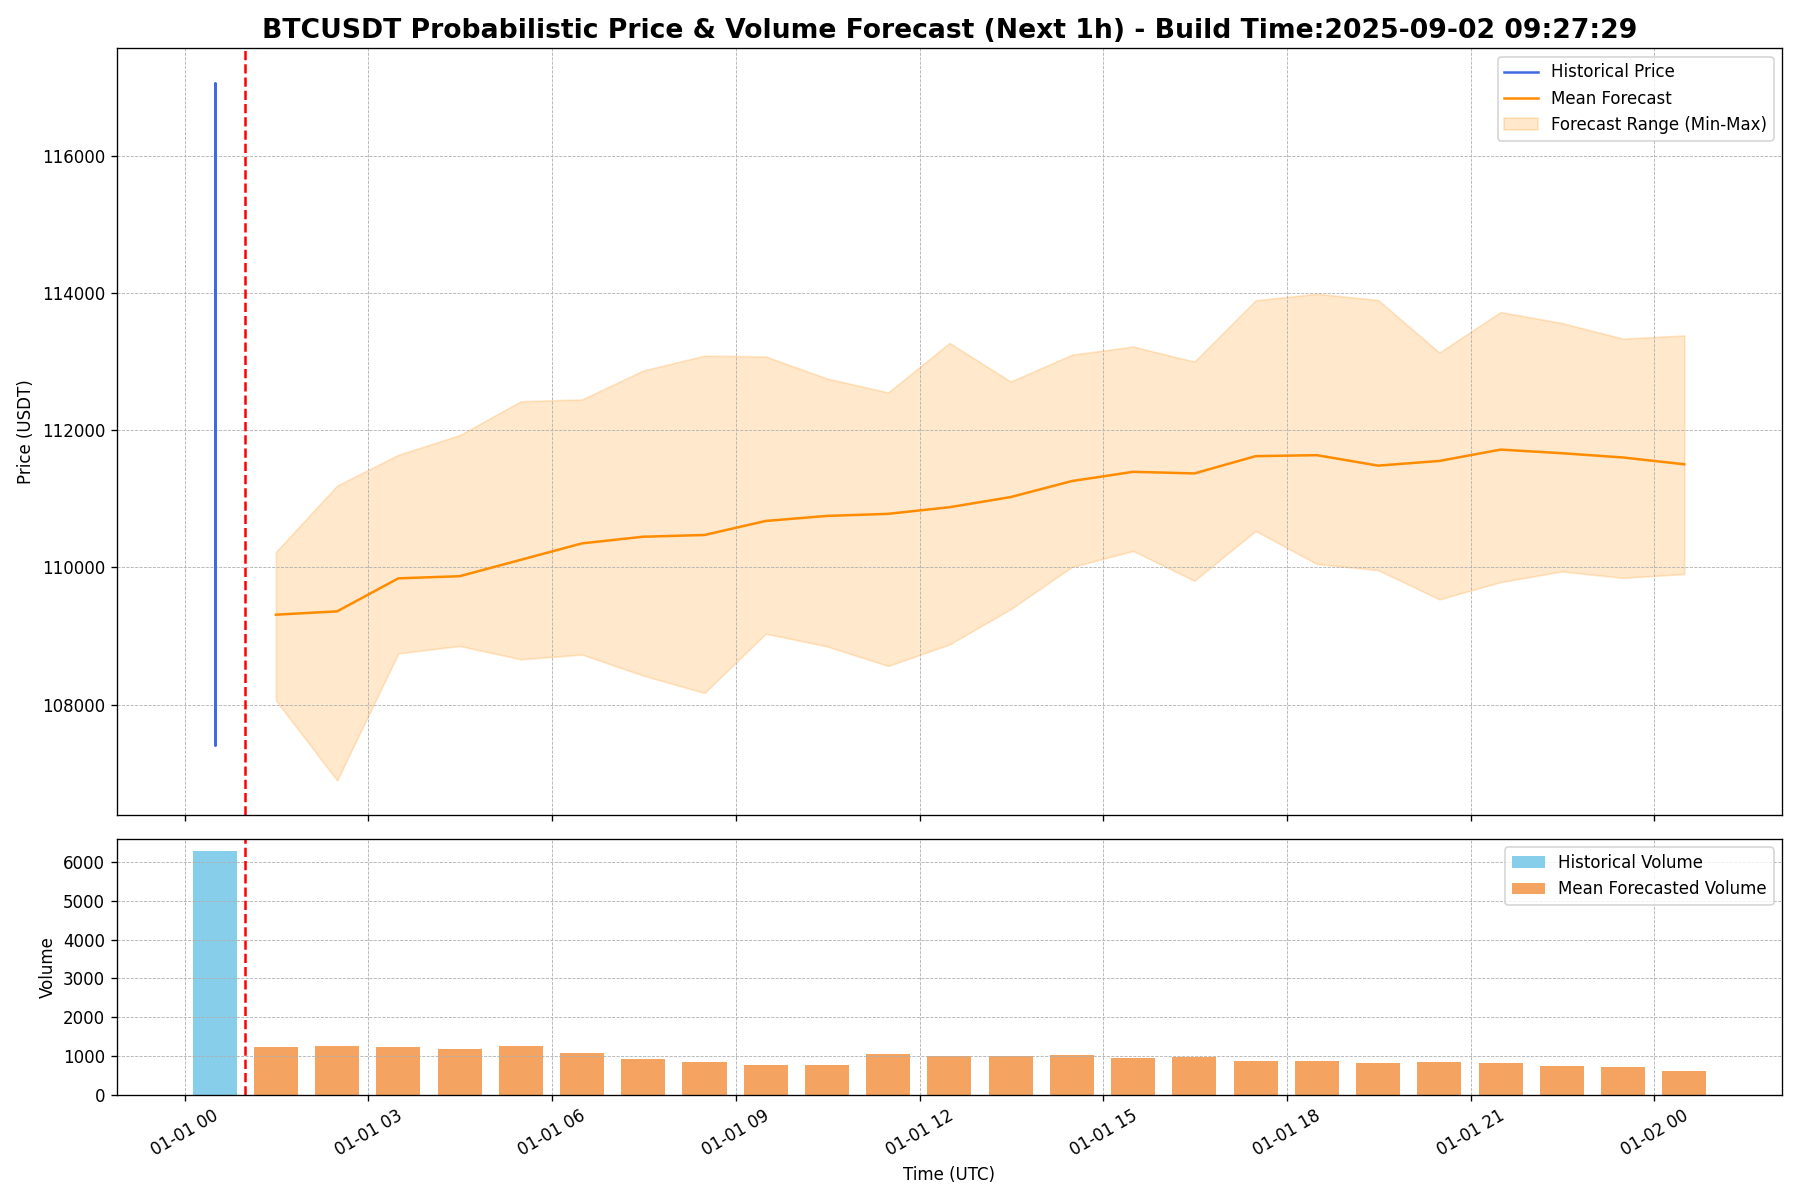 BTCUSDT Probabilistic Price & Volume Forecast (Next 1h) - Build Time:2025-09-02 09:27:29
Historical Price
Mean Forecast
Forecast Range (Min-Max)
116000
114000
112000
110000
108000
Price (USDT)
Historical Volume
Mean Forecasted Volume
6000
5000
4000
3000
2000
1000
0
Volume
01-01 00
01-01 03
01-01 06
01-01 09
01-01 12
01-01 15
01-01 18
01-01 21
01-02 00
Time (UTC)